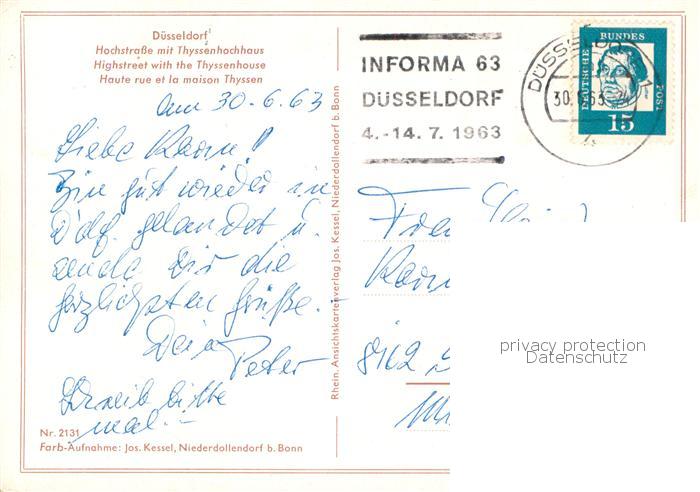 Düsseldorf
Hochstraße mit Thyssenhochhaus
Highstreet with the Thyssenhouse
Haute rue et la maison Thyssen
am 30.6.63
Liebe Karin!
Bin gut wieder in
D'dorf. gelandet u.
sende Dir die
herzlichsten Grüße.
Dein
Peter
Schreib bitte
mal.
Nr. 2131
Farb-Aufnahme: Jos. Kessel, Niederdollendorf b. Bonn
Rhein. Ansichtskartenverlag Jos. Kessel, Niederdollendorf b. Bonn
INFORMA 63
DÜSSELDORF
4.-14. 7. 1963
DÜSSELDO
30. 63
DEUTSCHE BUNDES POST
15
Karin
privacy protection
Datenschutz